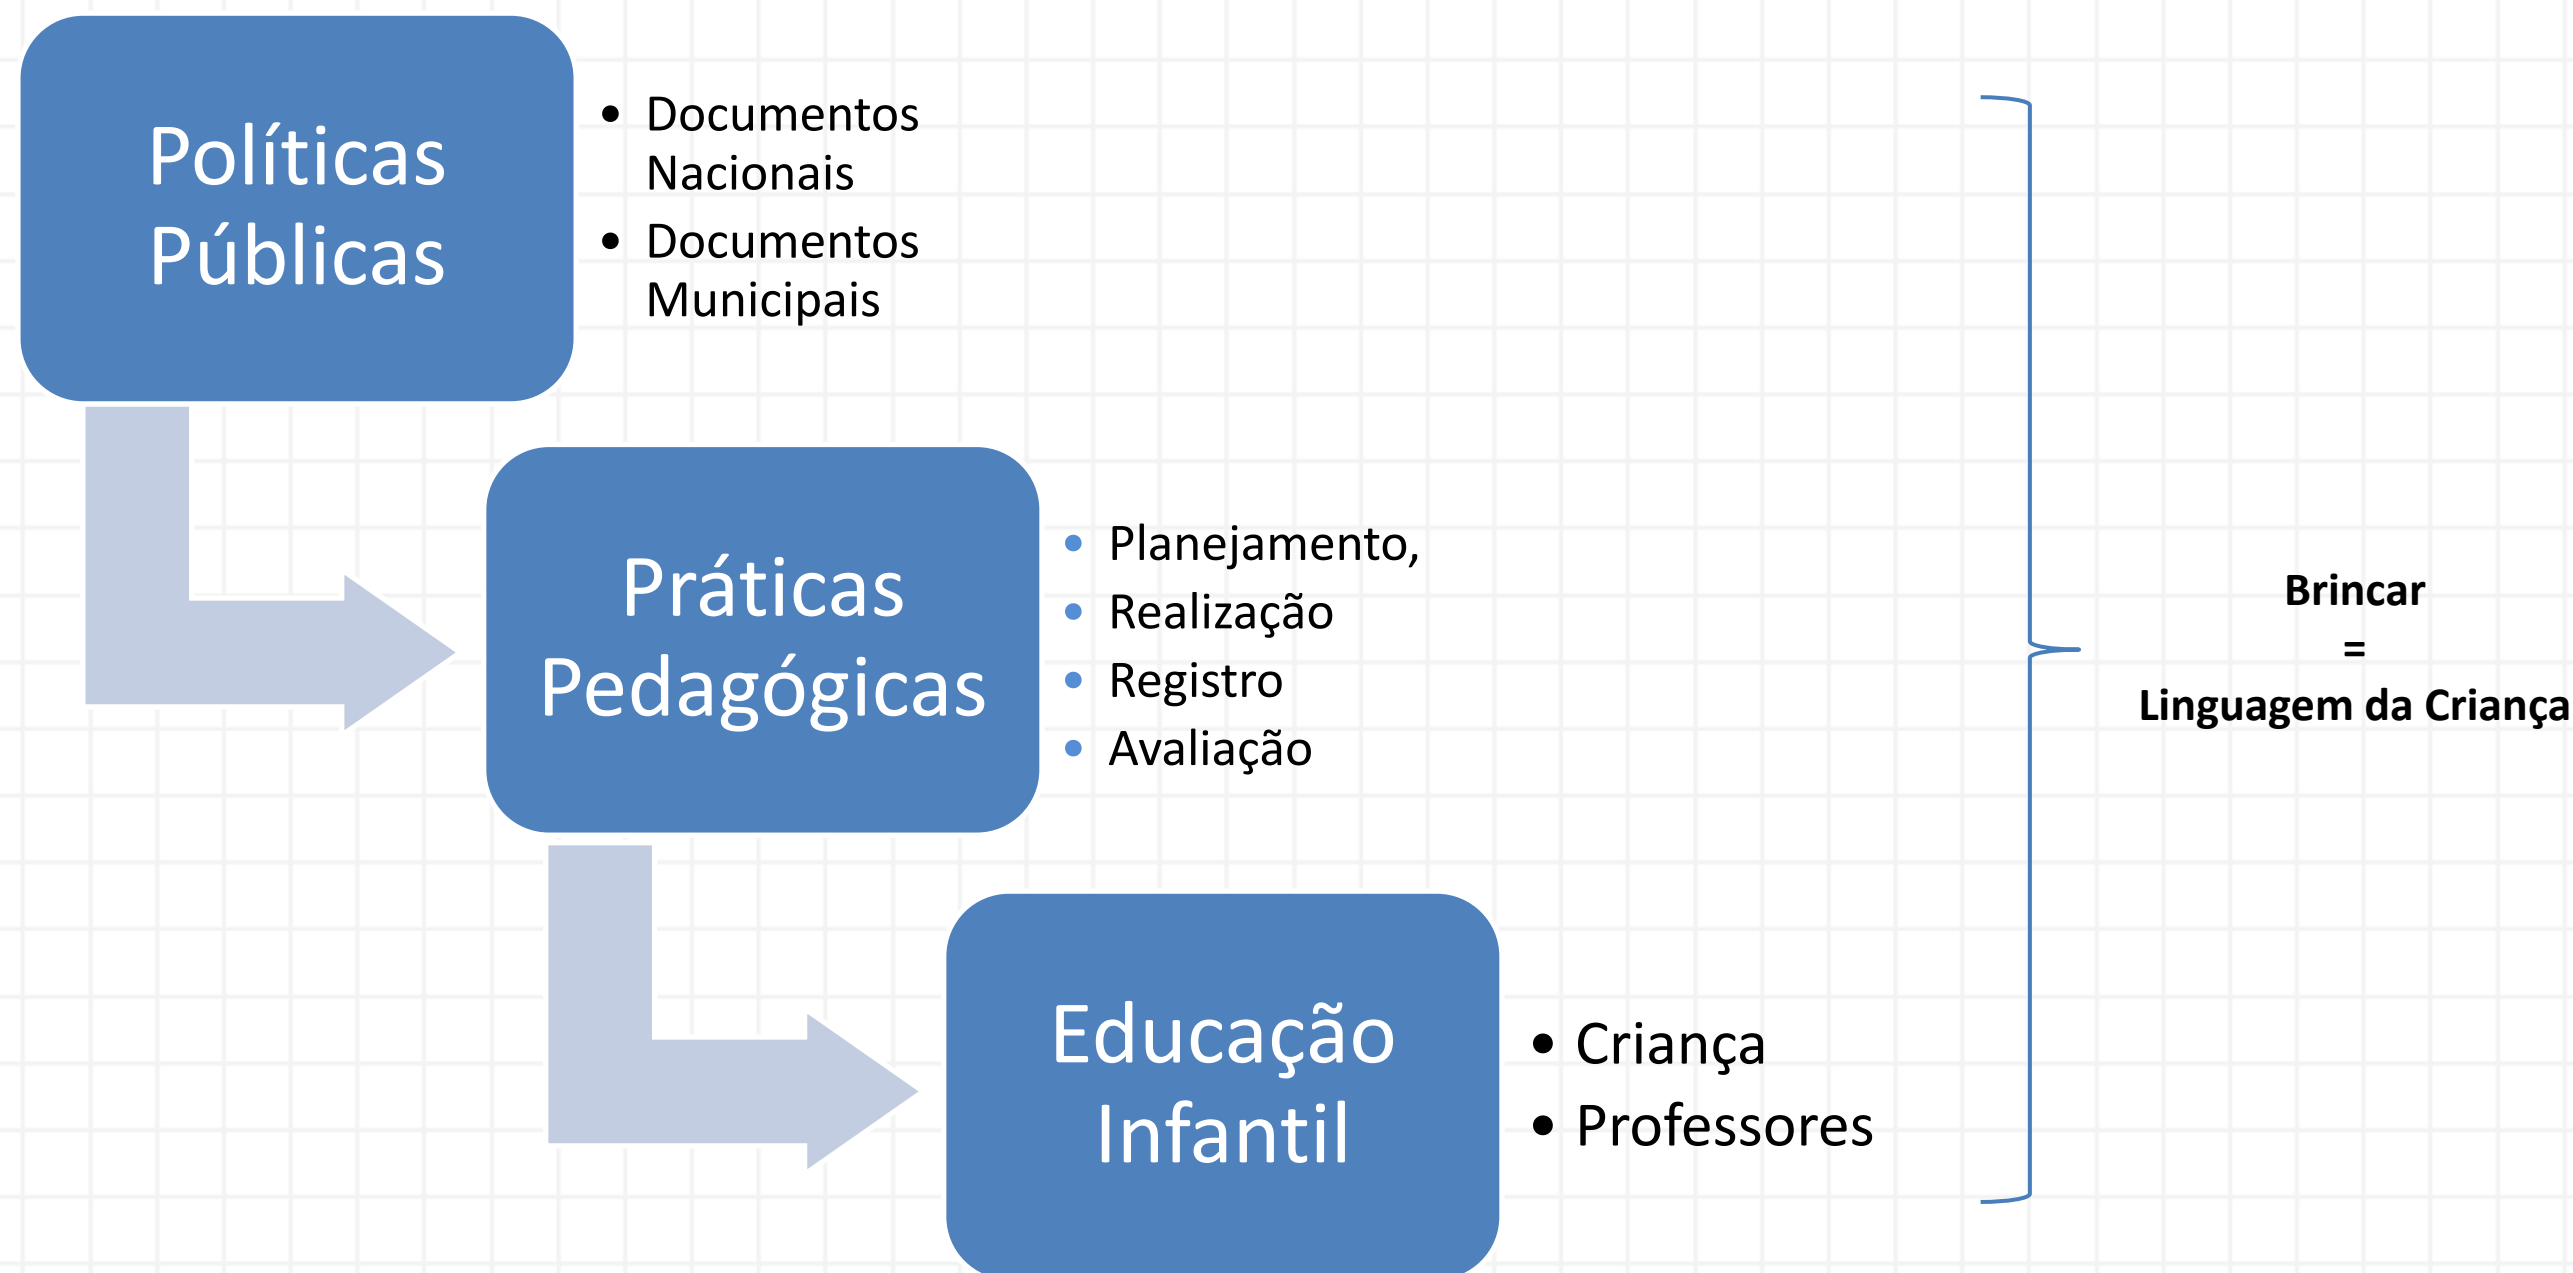 Políticas
Públicas
• Documentos
Nacionais
• Documentos
Municipais
Práticas
Pedagógicas
• Planejamento,
• Realização
• Registro
• Avaliação
Educação
Infantil
• Criança
• Professores
Brincar
=
Linguagem da Criança